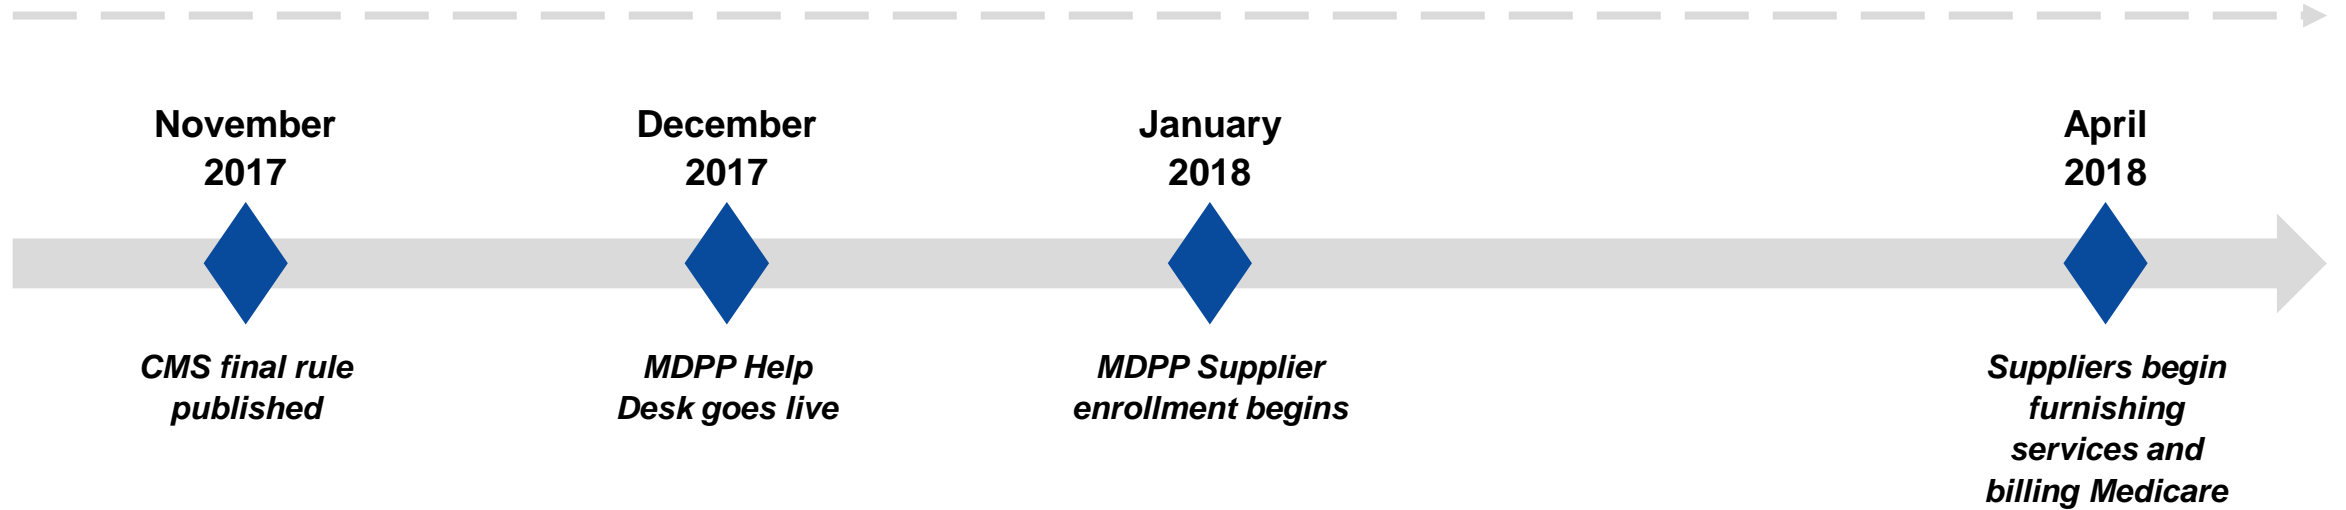 November
2017
December
2017
January
2018
April
2018
CMS final rule
published
MDPP Help
Desk goes live
MDPP Supplier
enrollment begins
Suppliers begin
furnishing
services and
billing Medicare